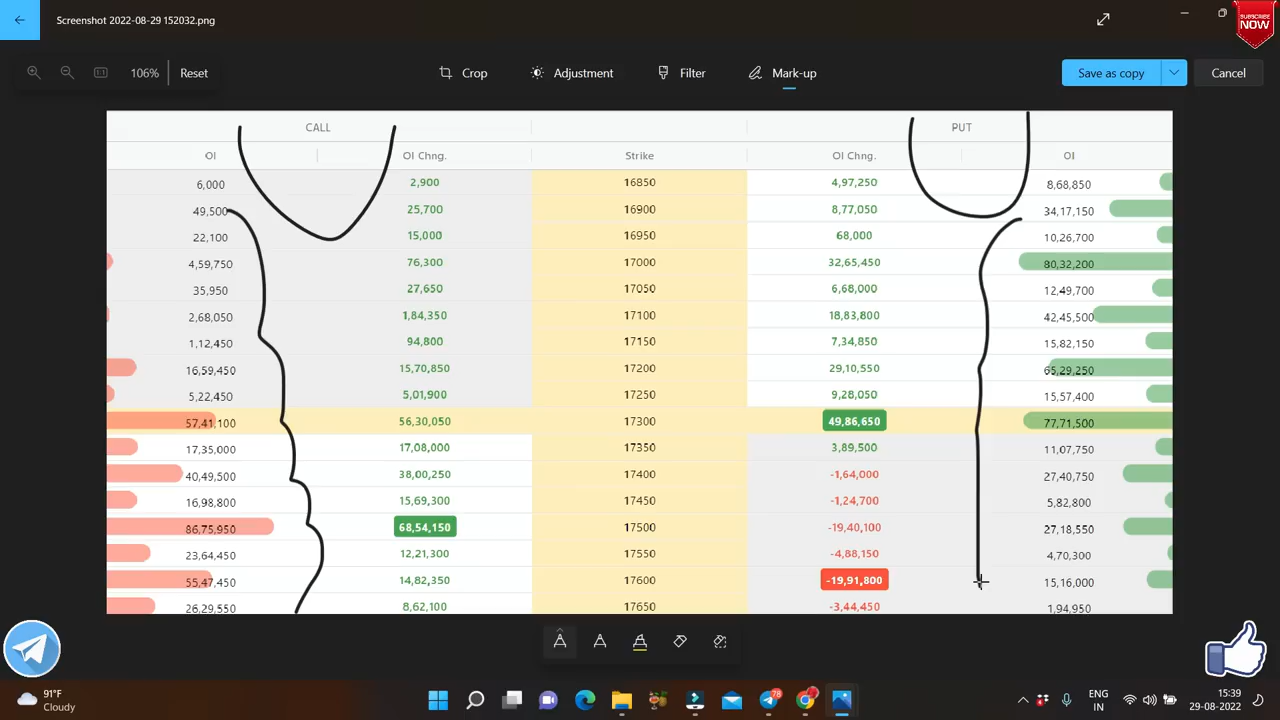 Screenshot 2022-08-29 152032.png
SUBSCRIBE
NOW
106% Reset Crop Adjustment Filter Mark-up Save as copy Cancel
CALL PUT
OI OI Chng. Strike OI Chng. OI
6,000 2,900 16850 4,97,250 8,68,850
49,500 25,700 16900 8,77,050 34,17,150
22,100 15,000 16950 68,000 10,26,700
4,59,750 76,300 17000 32,65,450 80,32,200
35,950 27,650 17050 6,68,000 12,49,700
2,68,050 1,84,350 17100 18,83,800 42,45,500
1,12,450 94,800 17150 7,34,850 15,82,150
16,59,450 15,70,850 17200 29,10,550 65,29,250
5,22,450 5,01,900 17250 9,28,050 15,57,400
57,41,100 56,30,050 17300 49,86,650 77,71,500
17,35,000 17,08,000 17350 3,89,500 11,07,750
40,49,500 38,00,250 17400 -1,64,000 27,40,750
16,98,800 15,69,300 17450 -1,24,700 5,82,800
86,75,950 68,54,150 17500 -19,40,100 27,18,550
23,64,450 12,21,300 17550 -4,88,150 4,70,300
55,47,450 14,82,350 17600 -19,91,800 15,16,000
26,29,550 8,62,100 17650 -3,44,450 1,94,950
91°F
Cloudy
78
ENG
IN
15:39
29-08-2022